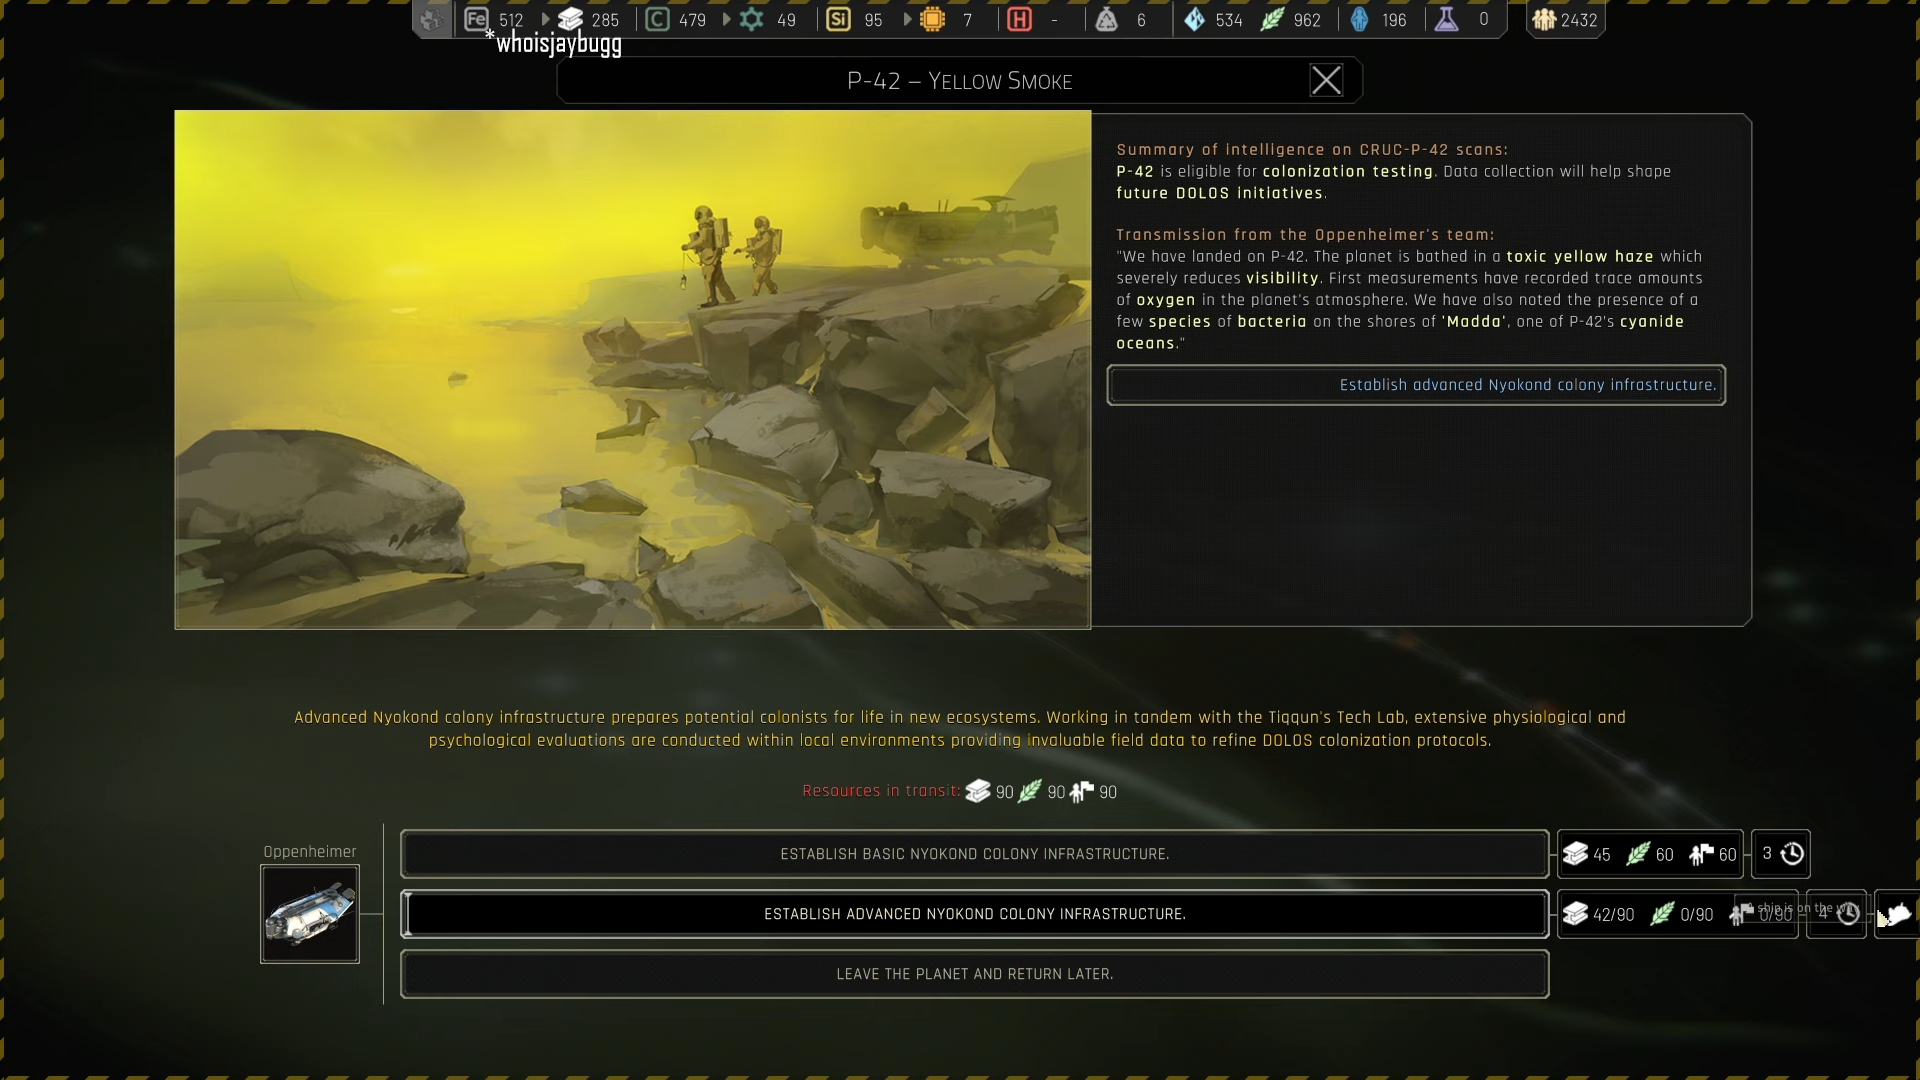 Fe 512 285 C 479 49 Si 95 7 H - 6 534 962 196 0 2432
*whoisjaybugg
P-42 – Yellow Smoke
Summary of intelligence on CRUC-P-42 scans:
P-42 is eligible for colonization testing. Data collection will help shape
future DOLOS initiatives.
Transmission from the Oppenheimer's team:
"We have landed on P-42. The planet is bathed in a toxic yellow haze which
severely reduces visibility. First measurements have recorded trace amounts
of oxygen in the planet's atmosphere. We have also noted the presence of a
few species of bacteria on the shores of 'Madda', one of P-42's cyanide
oceans."
Establish advanced Nyokond colony infrastructure.
Advanced Nyokond colony infrastructure prepares potential colonists for life in new ecosystems. Working in tandem with the Tiqqun's Tech Lab, extensive physiological and
psychological evaluations are conducted within local environments providing invaluable field data to refine DOLOS colonization protocols.
Resources in transit: 90 90 90
Oppenheimer
ESTABLISH BASIC NYOKOND COLONY INFRASTRUCTURE. 45 60 60 3
ESTABLISH ADVANCED NYOKOND COLONY INFRASTRUCTURE. 42/90 0/90 0/90 4
ship is on the
LEAVE THE PLANET AND RETURN LATER.